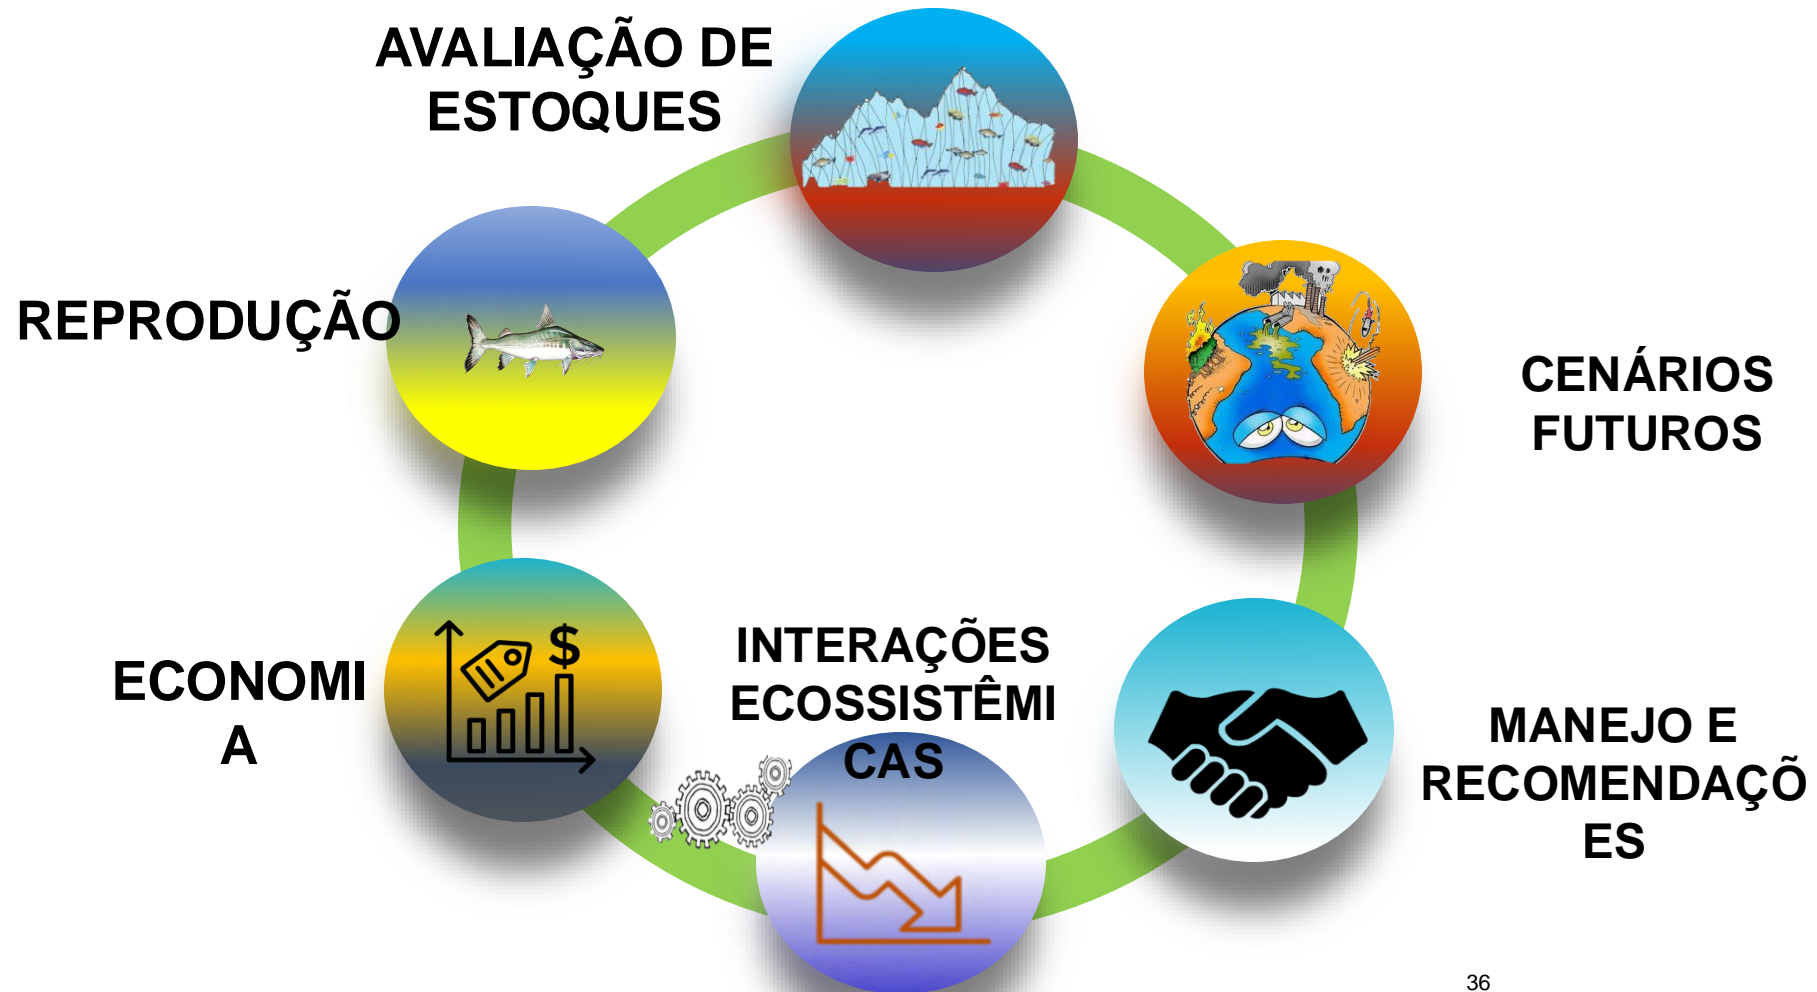 AVALIAÇÃO DE
ESTOQUES
REPRODUÇÃO
CENÁRIOS
FUTUROS
ECONOMI
A
$
INTERAÇÕES
ECOSSISTÊMI
CAS
MANEJO E
RECOMENDAÇÕ
ES
36